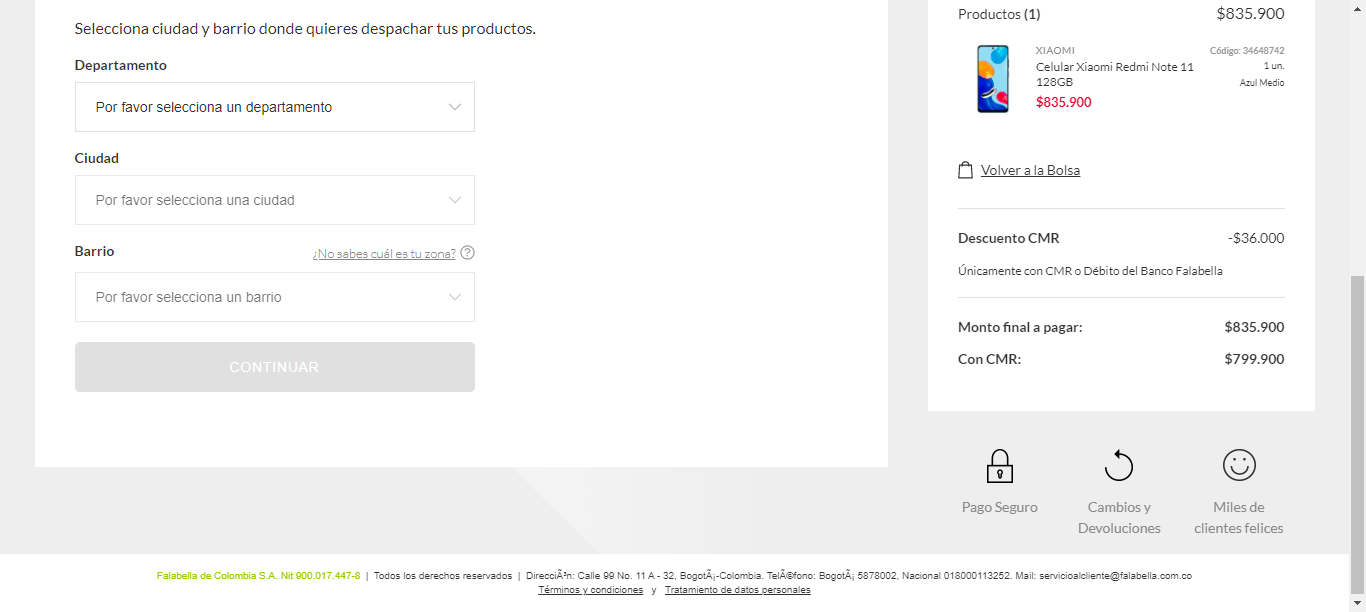 Selecciona ciudad y barrio donde quieres despachar tus productos.
Departamento
Por favor selecciona un departamento
Ciudad
Por favor selecciona una ciudad
Barrio
¿No sabes cuál es tu zona? ?
Por favor selecciona un barrio
CONTINUAR
Productos (1) $835.900
XIAOMI Código: 34648742
Celular Xiaomi Redmi Note 11 1 un.
128GB Azul Medio
$835.900
Volver a la Bolsa
Descuento CMR -$36.000
Únicamente con CMR o Débito del Banco Falabella
Monto final a pagar: $835.900
Con CMR: $799.900
Pago Seguro
Cambios y
Devoluciones
Miles de
clientes felices
Falabella de Colombia S.A. Nit 900.017.447-8 | Todos los derechos reservados | DirecciÃ³n: Calle 99 No. 11 A - 32, BogotÃ¡-Colombia. TelÃ©fono: BogotÃ¡ 5878002, Nacional 018000113252. Mail: servicioalcliente@falabella.com.co
Términos y condiciones y Tratamiento de datos personales